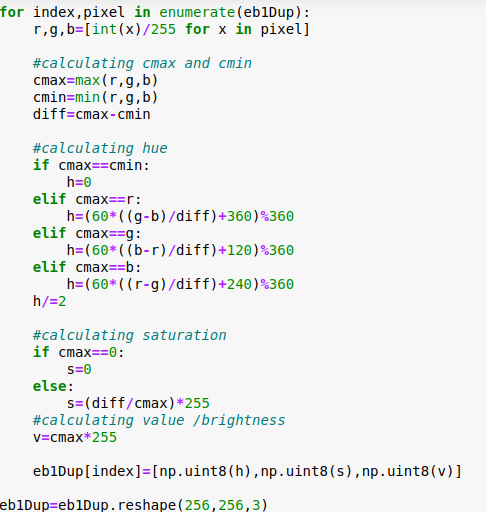 for index,pixel in enumerate(eb1Dup):
    r,g,b=[int(x)/255 for x in pixel]

    #calculating cmax and cmin
    cmax=max(r,g,b)
    cmin=min(r,g,b)
    diff=cmax-cmin

    #calculating hue
    if cmax==cmin:
        h=0
    elif cmax==r:
        h=(60*((g-b)/diff)+360)%360
    elif cmax==g:
        h=(60*((b-r)/diff)+120)%360
    elif cmax==b:
        h=(60*((r-g)/diff)+240)%360
    h/=2

    #calculating saturation
    if cmax==0:
        s=0
    else:
        s=(diff/cmax)*255
    #calculating value /brightness
    v=cmax*255

    eb1Dup[index]=[np.uint8(h),np.uint8(s),np.uint8(v)]

eb1Dup=eb1Dup.reshape(256,256,3)